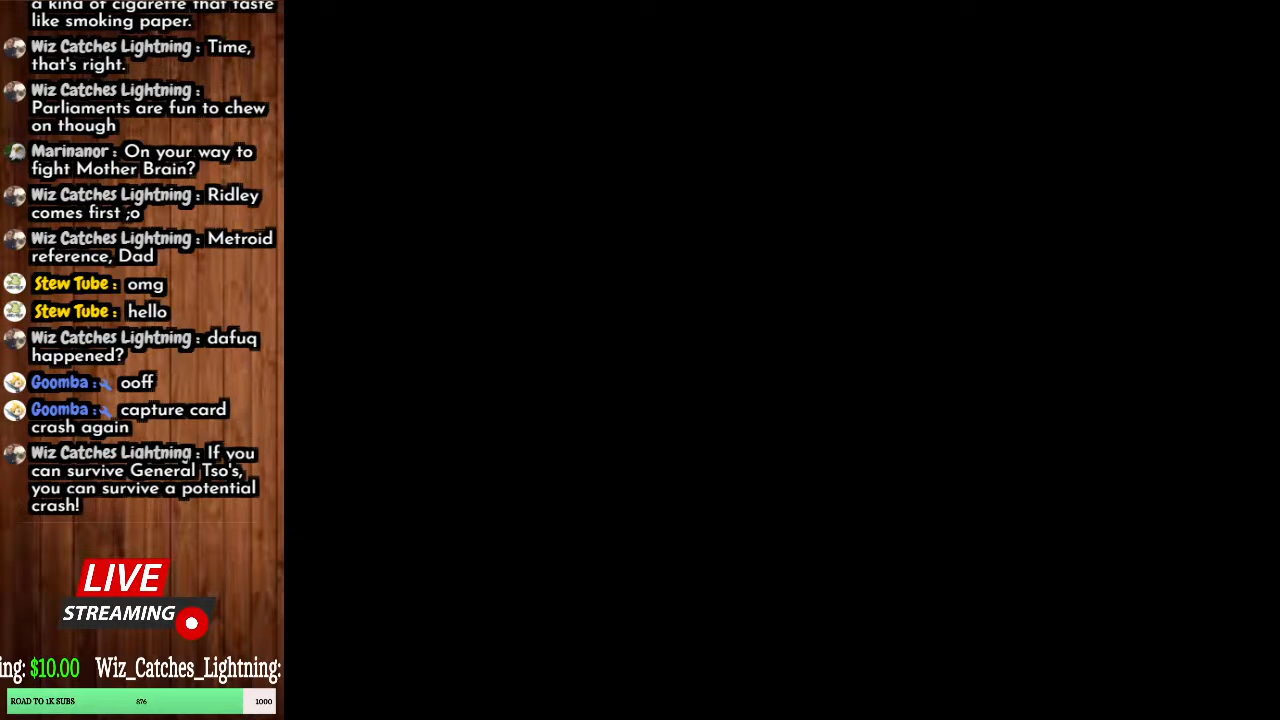 a kind of cigarette that taste
like smoking paper.
Wiz Catches Lightning : Time,
that's right.
Wiz Catches Lightning :
Parliaments are fun to chew
on though
Marinanor : On your way to
fight Mother Brain?
Wiz Catches Lightning : Ridley
comes first ;o
Wiz Catches Lightning : Metroid
reference, Dad
Stew Tube : omg
Stew Tube : hello
Wiz Catches Lightning : dafuq
happened?
Goomba : ooff
Goomba : capture card
crash again
Wiz Catches Lightning : If you
can survive General Tso's,
you can survive a potential
crash!
LIVE
STREAMING
ing: $10.00 Wiz_Catches_Lightning:
ROAD TO 1K SUBS 876 1000